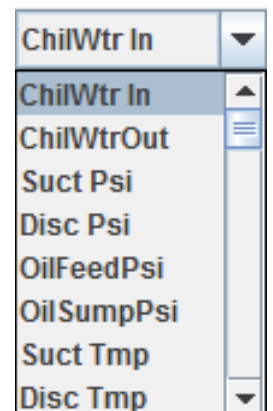 ChilWtr In
ChilWtr In
ChilWtrOut
Suct Psi
Disc Psi
OilFeedPsi
OilSumpPsi
Suct Tmp
Disc Tmp